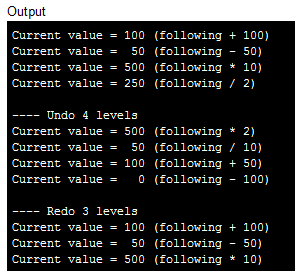 Output
Current value = 100 (following + 100)
Current value =  50 (following - 50)
Current value = 500 (following * 10)
Current value = 250 (following / 2)
---- Undo 4 levels
Current value = 500 (following * 2)
Current value =  50 (following / 10)
Current value = 100 (following + 50)
Current value =   0 (following - 100)
---- Redo 3 levels
Current value = 100 (following + 100)
Current value =  50 (following - 50)
Current value = 500 (following * 10)